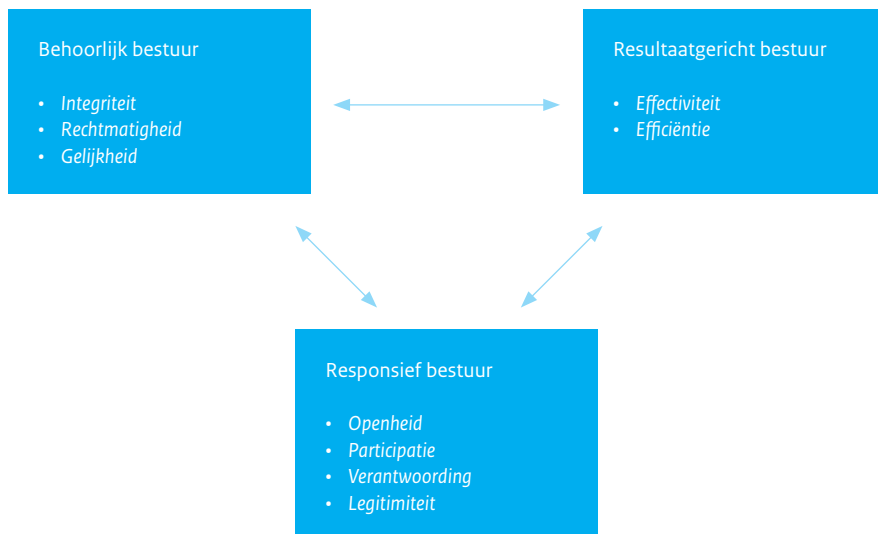 Behoorlijk bestuur
• Integriteit
• Rechtmatigheid
• Gelijkheid
Resultaatgericht bestuur
• Effectiviteit
• Efficiëntie
Responsief bestuur
• Openheid
• Participatie
• Verantwoording
• Legitimiteit